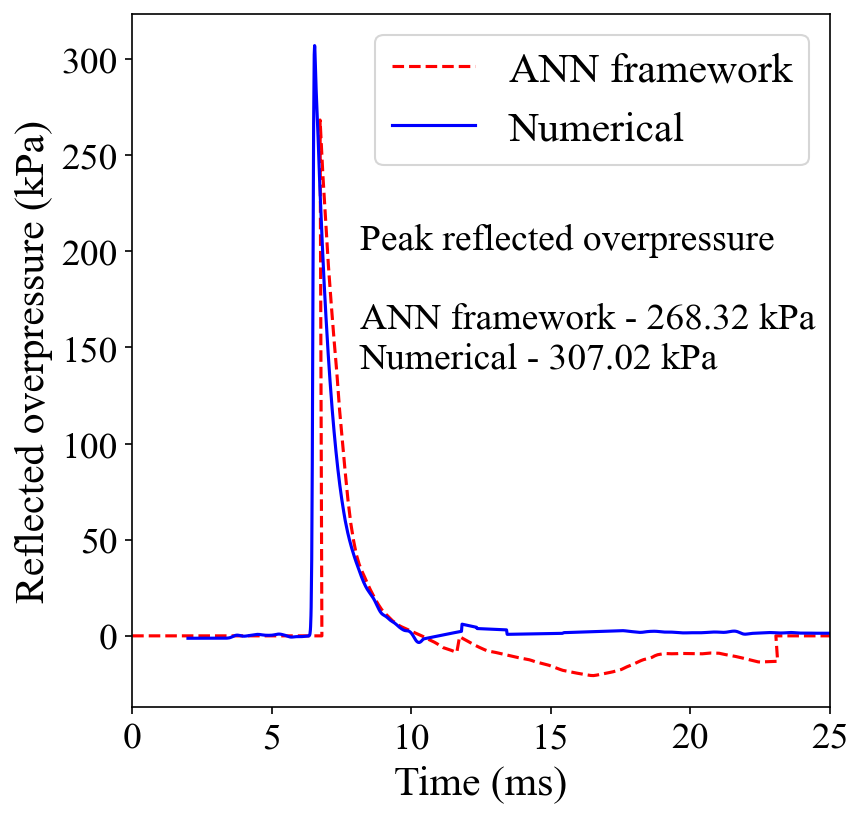 ANN framework
Numerical
Peak reflected overpressure
ANN framework - 268.32 kPa
Numerical - 307.02 kPa
Reflected overpressure (kPa)
300
250
200
150
100
50
0
0 5 10 15 20 25
Time (ms)